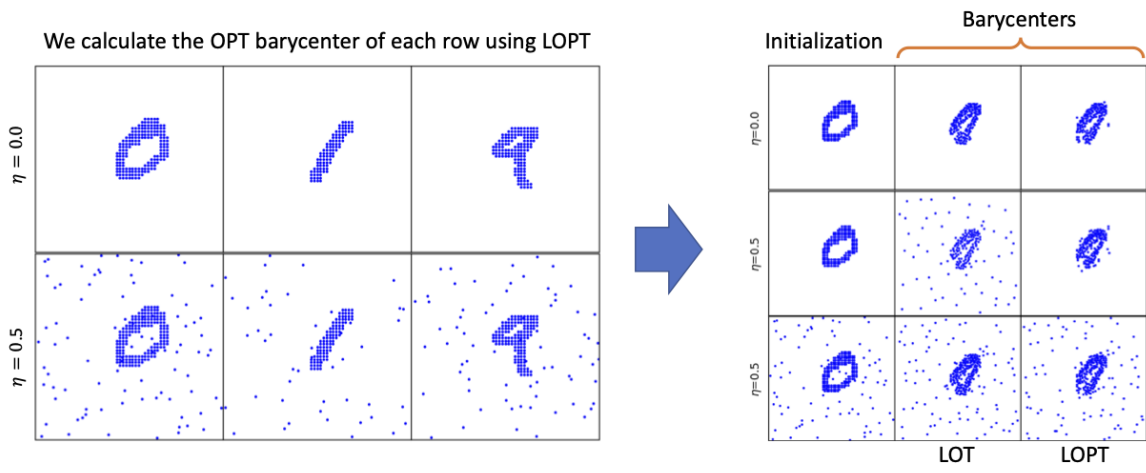 We calculate the OPT barycenter of each row using LOPT
η = 0.0
η = 0.5
Barycenters
Initialization
η=0.0
η=0.5
η=0.5
LOT
LOPT